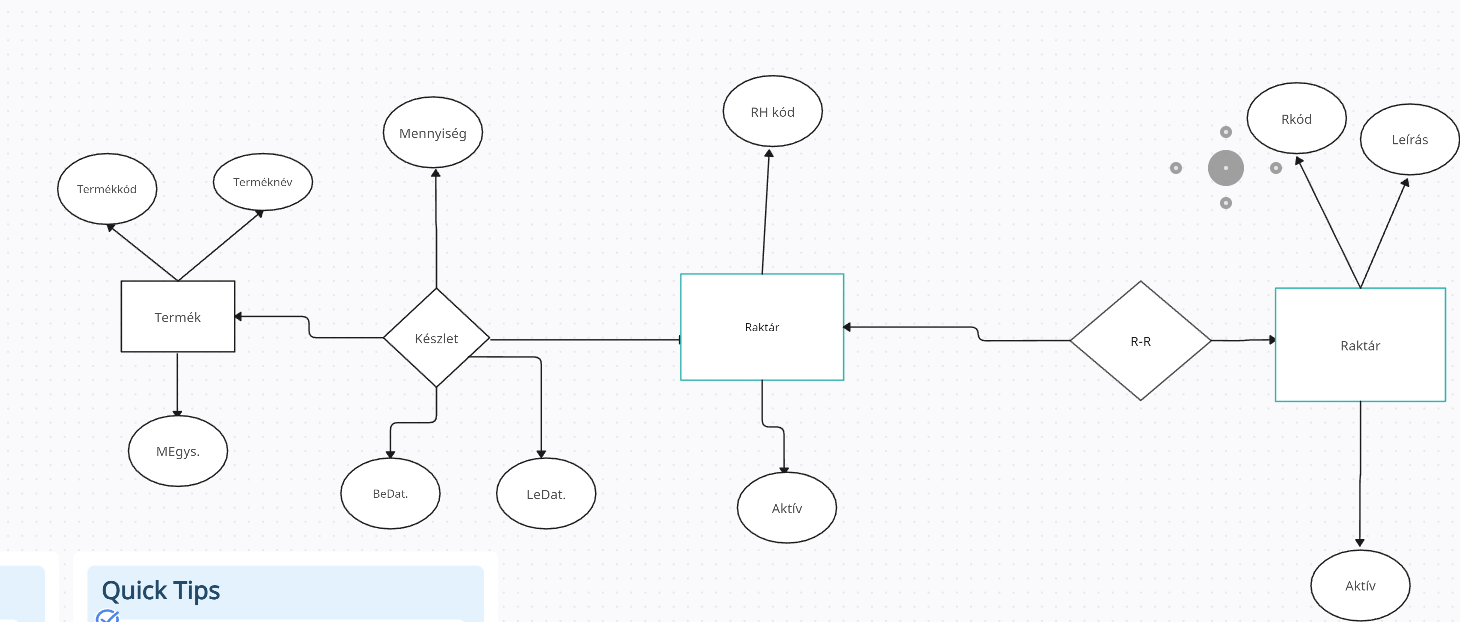 RH kód
Rkód
Leírás
Mennyiség
Termékkód
Terméknév
Termék
Készlet
Raktár
R-R
Raktár
MEgys.
BeDat.
LeDat.
Aktív
Aktív
Quick Tips